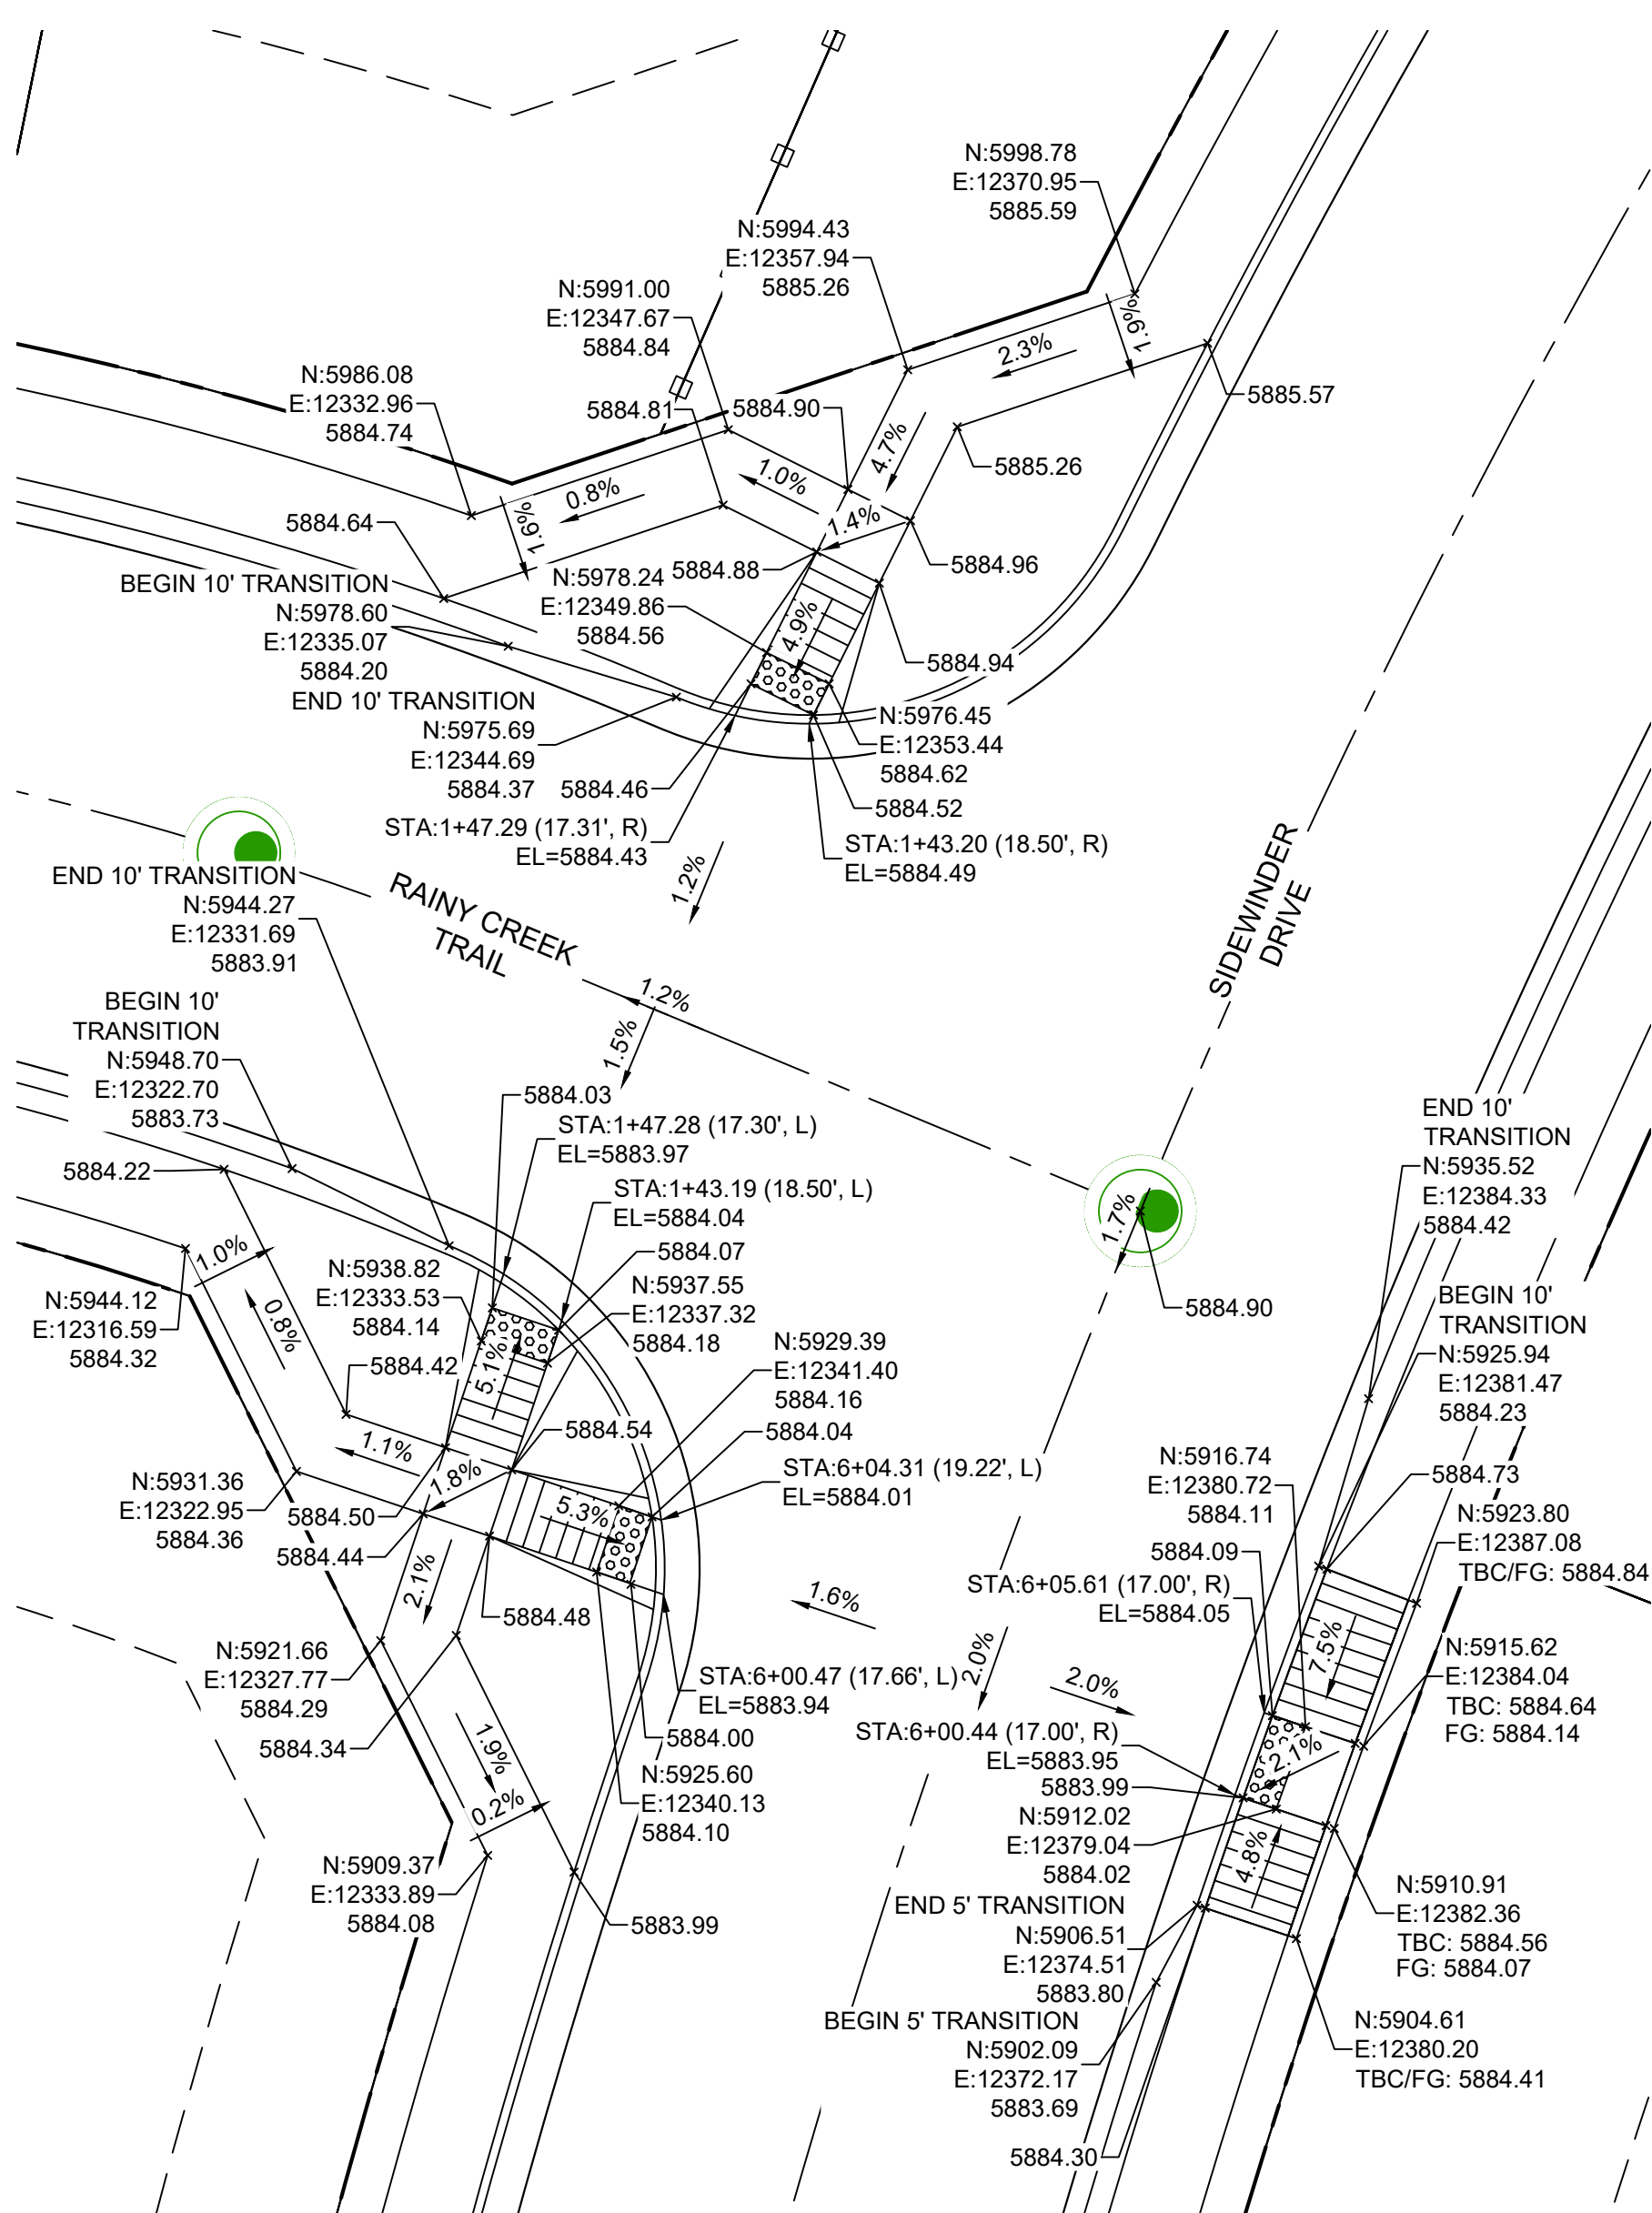 N:5998.78
E:12370.95
5885.59
N:5994.43
E:12357.94
5885.26
N:5991.00
E:12347.67
5884.84
1.9%
2.3%
N:5986.08
E:12332.96
5884.74
5884.81
5884.90
5885.57
4.7%
5885.26
1.0%
0.8%
1.6%
1.4%
5884.64
5884.96
5884.88
BEGIN 10' TRANSITION
N:5978.60
E:12335.07
5884.20
N:5978.24
E:12349.86
5884.56
4.9%
5884.94
END 10' TRANSITION
N:5975.69
E:12344.69
5884.37
N:5976.45
E:12353.44
5884.62
5884.46
5884.52
STA:1+47.29 (17.31', R)
EL=5884.43
STA:1+43.20 (18.50', R)
EL=5884.49
1.2%
END 10' TRANSITION
N:5944.27
E:12331.69
5883.91
RAINY CREEK
TRAIL
SIDEWINDER
DRIVE
1.2%
1.5%
BEGIN 10'
TRANSITION
N:5948.70
E:12322.70
5883.73
5884.03
STA:1+47.28 (17.30', L)
EL=5883.97
5884.22
STA:1+43.19 (18.50', L)
EL=5884.04
END 10'
TRANSITION
N:5935.52
E:12384.33
5884.42
1.7%
1.0%
5884.07
N:5938.82
E:12333.53
5884.14
N:5937.55
E:12337.32
5884.18
5884.90
N:5944.12
E:12316.59
5884.32
0.8%
BEGIN 10'
TRANSITION
N:5925.94
E:12381.47
5884.23
5884.42
5.1%
N:5929.39
E:12341.40
5884.16
5884.54
5884.04
1.1%
1.8%
STA:6+04.31 (19.22', L)
EL=5884.01
N:5916.74
E:12380.72
5884.11
5884.73
N:5931.36
E:12322.95
5884.36
5884.50
5.3%
N:5923.80
E:12387.08
TBC/FG: 5884.84
5884.44
5884.09
2.1%
1.6%
STA:6+05.61 (17.00', R)
EL=5884.05
5884.48
7.5%
N:5921.66
E:12327.77
5884.29
5884.34
STA:6+00.47 (17.66', L)
EL=5883.94
2.0%
2.0%
N:5915.62
E:12384.04
TBC: 5884.64
FG: 5884.14
5884.00
STA:6+00.44 (17.00', R)
EL=5883.95
2.1%
1.9%
0.2%
N:5925.60
E:12340.13
5884.10
5883.99
N:5912.02
E:12379.04
5884.02
4.8%
N:5909.37
E:12333.89
5884.08
5883.99
END 5' TRANSITION
N:5906.51
E:12374.51
5883.80
N:5910.91
E:12382.36
TBC: 5884.56
FG: 5884.07
BEGIN 5' TRANSITION
N:5902.09
E:12372.17
5883.69
N:5904.61
E:12380.20
TBC/FG: 5884.41
5884.30